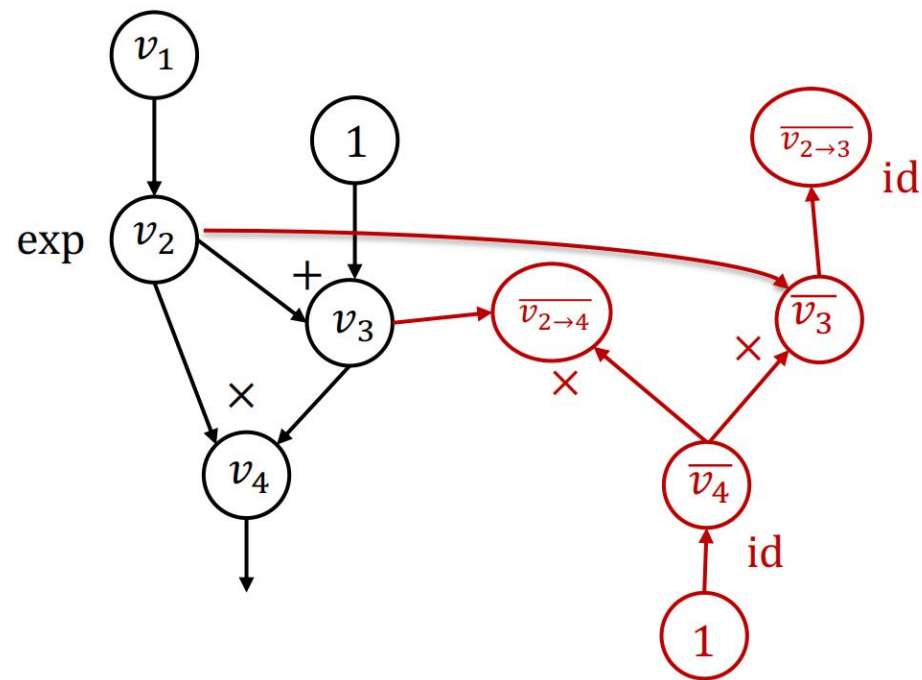 v₁
1
exp
v₂
+
v₃
×
v₄
v̅₂→₃
id
v̅₂→₄
×
v̅₃
×
v̅₄
id
1